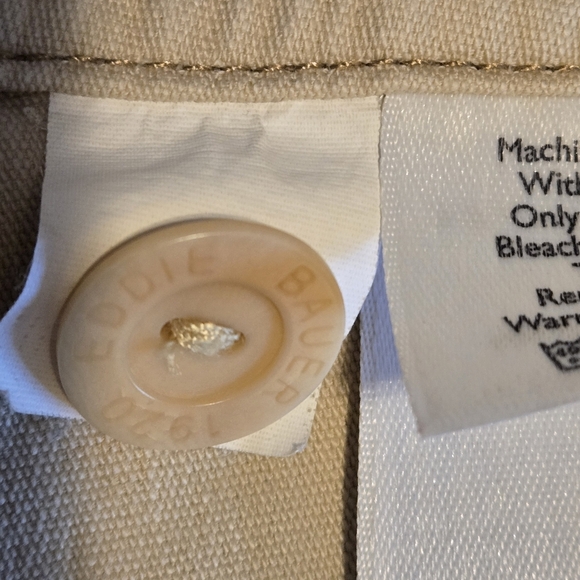 EDDIE BAUER
1920
Machi
With
Only
Bleach
Re
Warm